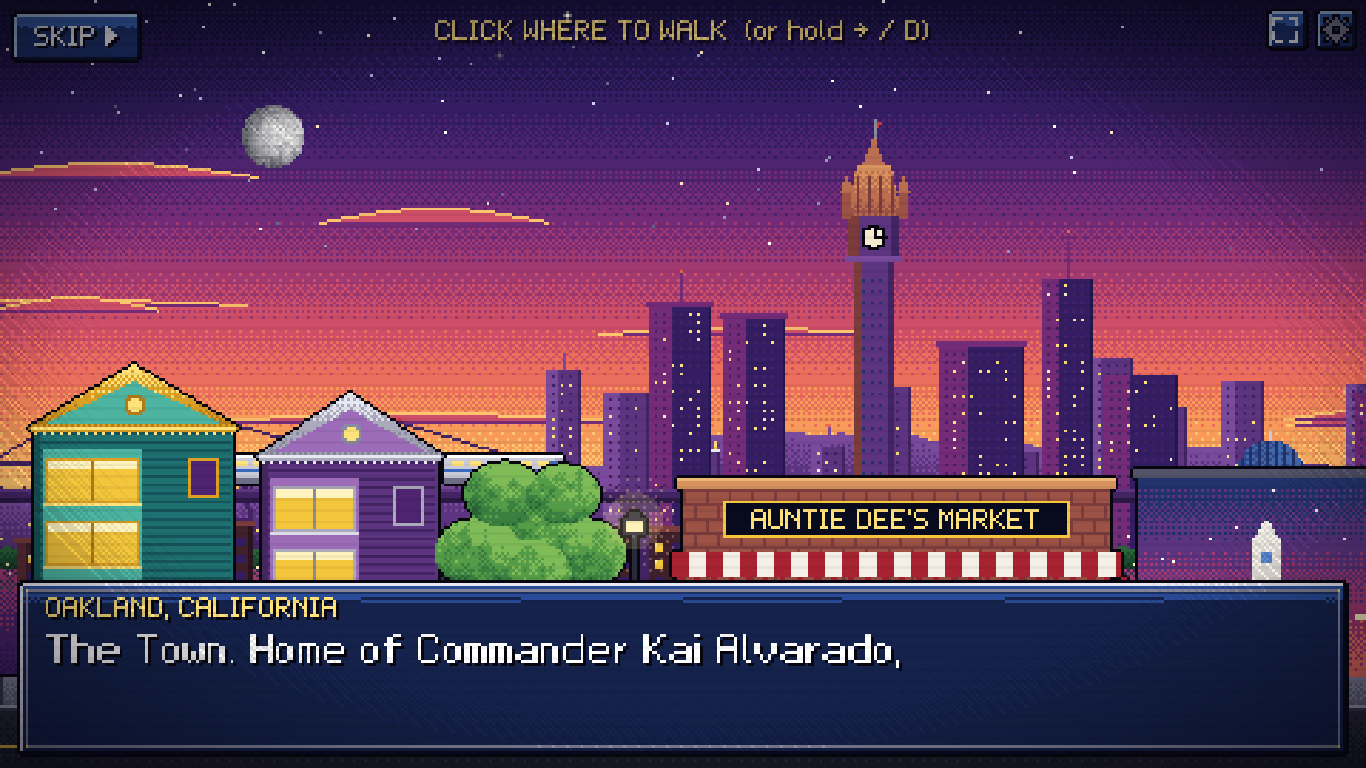 SKIP
CLICK WHERE TO WALK (or hold → / D)
AUNTIE DEE'S MARKET
OAKLAND, CALIFORNIA
The Town. Home of Commander Kai Alvarado,